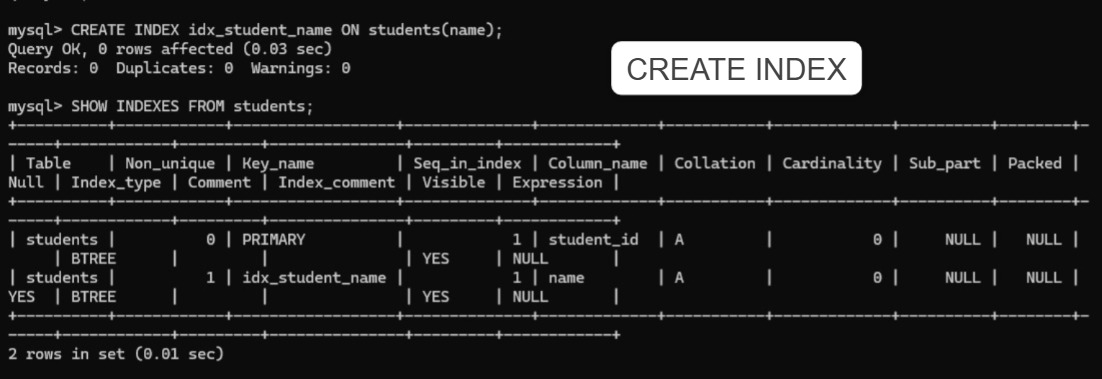 mysql> CREATE INDEX idx_student_name ON students(name);
Query OK, 0 rows affected (0.03 sec)
Records: 0  Duplicates: 0  Warnings: 0
CREATE INDEX
mysql> SHOW INDEXES FROM students;
+----------+------------+------------------+--------------+-------------+-----------+-------------+----------+--------+-
-----+------------+---------+---------------+---------+------------+
| Table    | Non_unique | Key_name         | Seq_in_index | Column_name | Collation | Cardinality | Sub_part | Packed |
Null | Index_type | Comment | Index_comment | Visible | Expression |
+----------+------------+------------------+--------------+-------------+-----------+-------------+----------+--------+-
-----+------------+---------+---------------+---------+------------+
| students |          0 | PRIMARY          |            1 | student_id  | A         |           0 |     NULL |   NULL |
     | BTREE      |         |               | YES     | NULL       |
| students |          1 | idx_student_name |            1 | name        | A         |           0 |     NULL |   NULL |
YES  | BTREE      |         |               | YES     | NULL       |
+----------+------------+------------------+--------------+-------------+-----------+-------------+----------+--------+-
-----+------------+---------+---------------+---------+------------+
2 rows in set (0.01 sec)